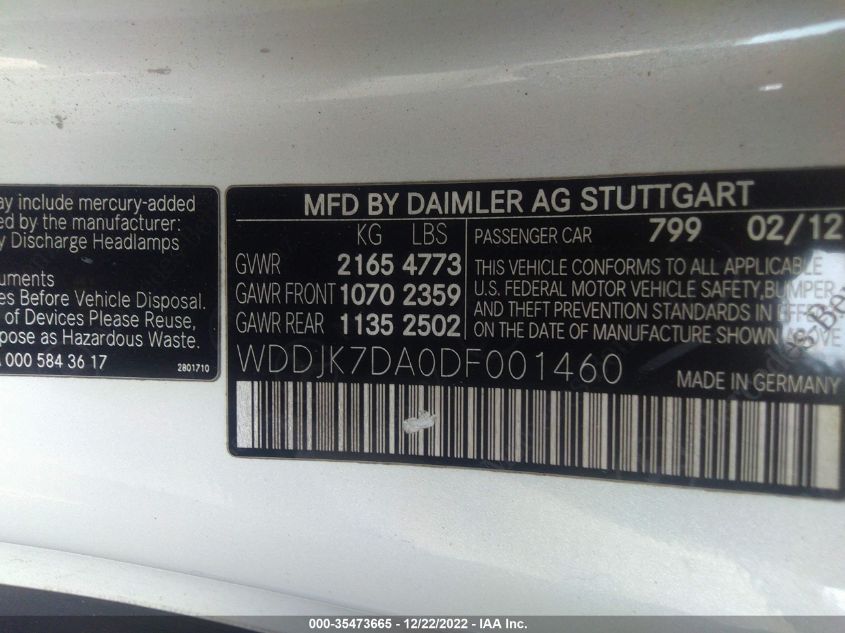 ay include mercury-added
ed by the manufacturer:
y Discharge Headlamps
uments
es Before Vehicle Disposal.
of Devices Please Reuse,
pose as Hazardous Waste.
A 000 584 36 17
2801710
MFD BY DAIMLER AG STUTTGART
KG LBS
GVWR 2165 4773
GAWR FRONT 1070 2359
GAWR REAR 1135 2502
PASSENGER CAR 799 02/12
THIS VEHICLE CONFORMS TO ALL APPLICABLE
U.S. FEDERAL MOTOR VEHICLE SAFETY, BUMPER,
AND THEFT PREVENTION STANDARDS IN EFFECT
ON THE DATE OF MANUFACTURE SHOWN ABOVE
WDDJK7DA0DF001460
MADE IN GERMANY
000-35473665 - 12/22/2022 - IAA Inc.